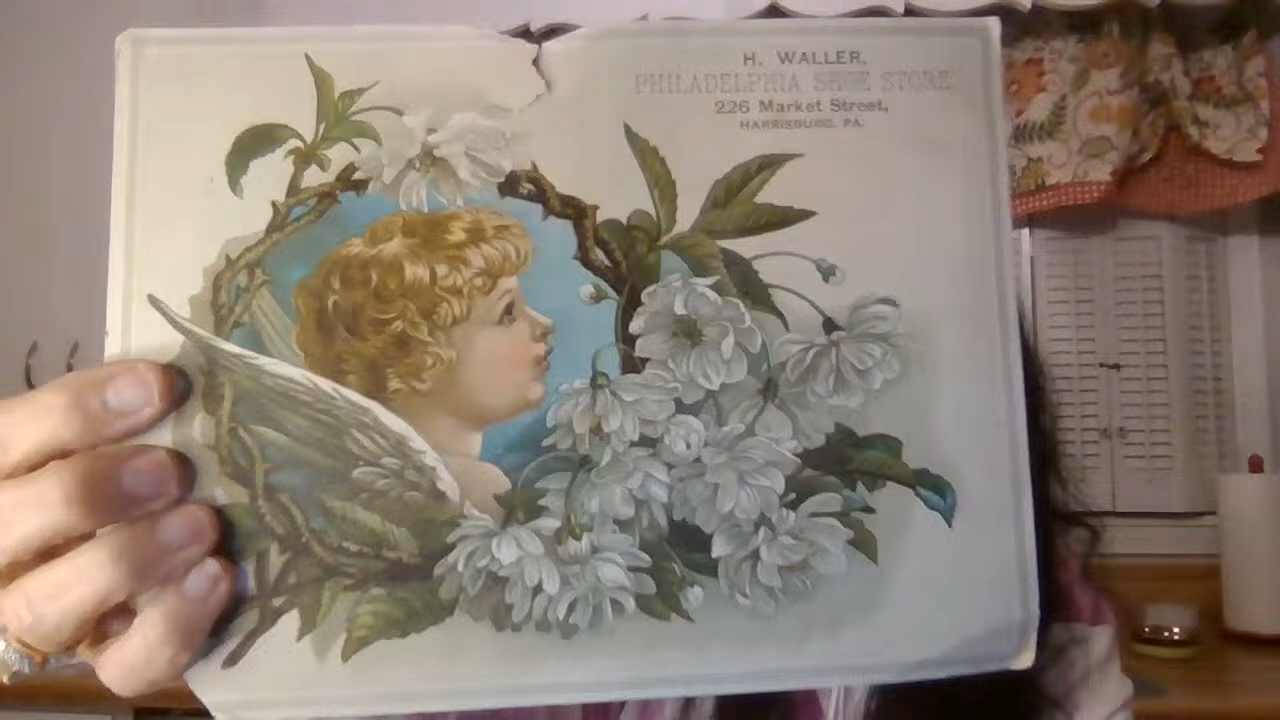 H. WALLER.
PHILADELPHIA SHOE STORE,
226 Market Street,
HARRISBURG, PA.